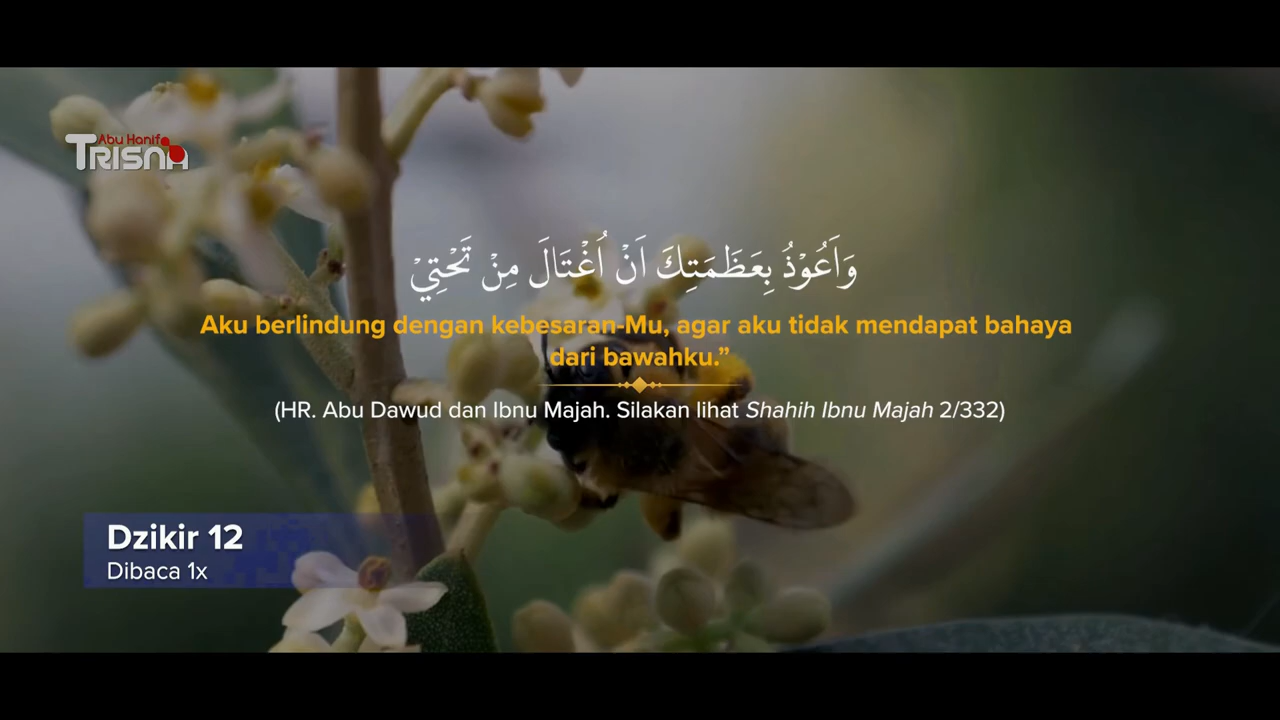 Abu Hanifa
TRISNA
وَاَعُوْذُ بِعَظَمَتِكَ اَنْ اُغْتَالَ مِنْ تَحْتِيْ
Aku berlindung dengan kebesaran-Mu, agar aku tidak mendapat bahaya
dari bawahku.”
(HR. Abu Dawud dan Ibnu Majah. Silakan lihat Shahih Ibnu Majah 2/332)
Dzikir 12
Dibaca 1x